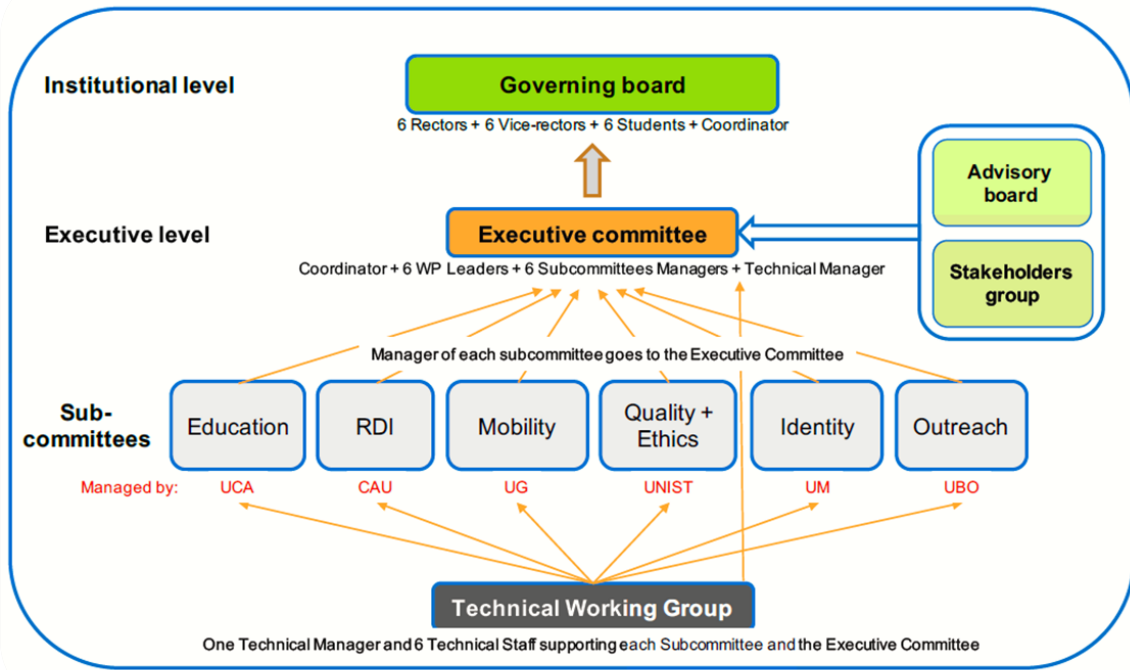 Institutional level
Governing board
6 Rectors + 6 Vice-rectors + 6 Students + Coordinator
Advisory
board
Executive level
Executive committee
Stakeholders
group
Coordinator + 6 WP Leaders + 6 Subcommittees Managers + Technical Manager
Manager of each subcommittee goes to the Executive Committee
Sub-
committees
Education
RDI
Mobility
Quality +
Ethics
Identity
Outreach
Managed by:
UCA
CAU
UG
UNIST
UM
UBO
Technical Working Group
One Technical Manager and 6 Technical Staff supporting each Subcommittee and the Executive Committee